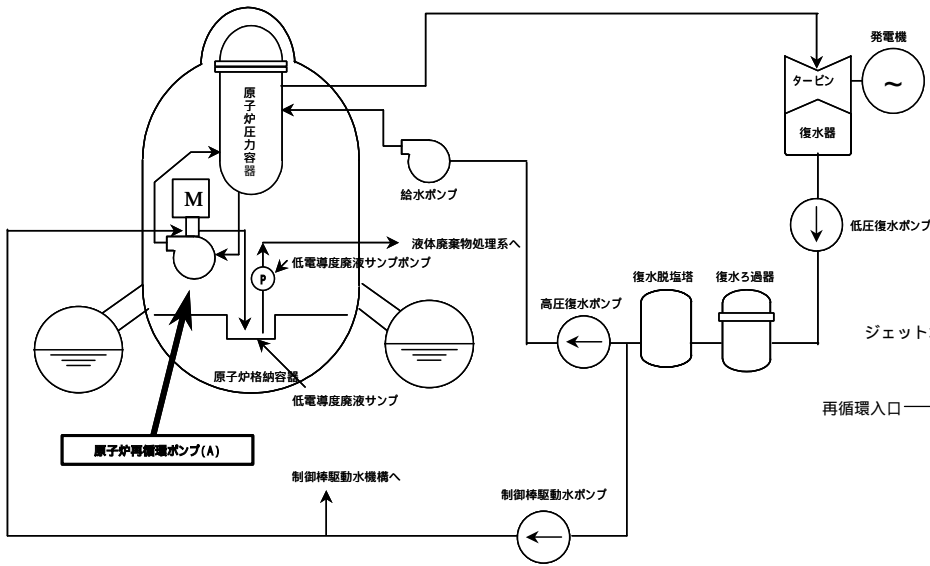 発電機
タービン
~
復水器
原子炉圧力容器
M
給水ポンプ
低圧復水ポンプ
液体廃棄物処理系へ
低電導度廃液サンプポンプ
P
復水脱塩塔
復水ろ過器
高圧復水ポンプ
ジェット
原子炉格納容器
低電導度廃液サンプ
再循環入口
原子炉再循環ポンプ(A)
制御棒駆動水機構へ
制御棒駆動水ポンプ